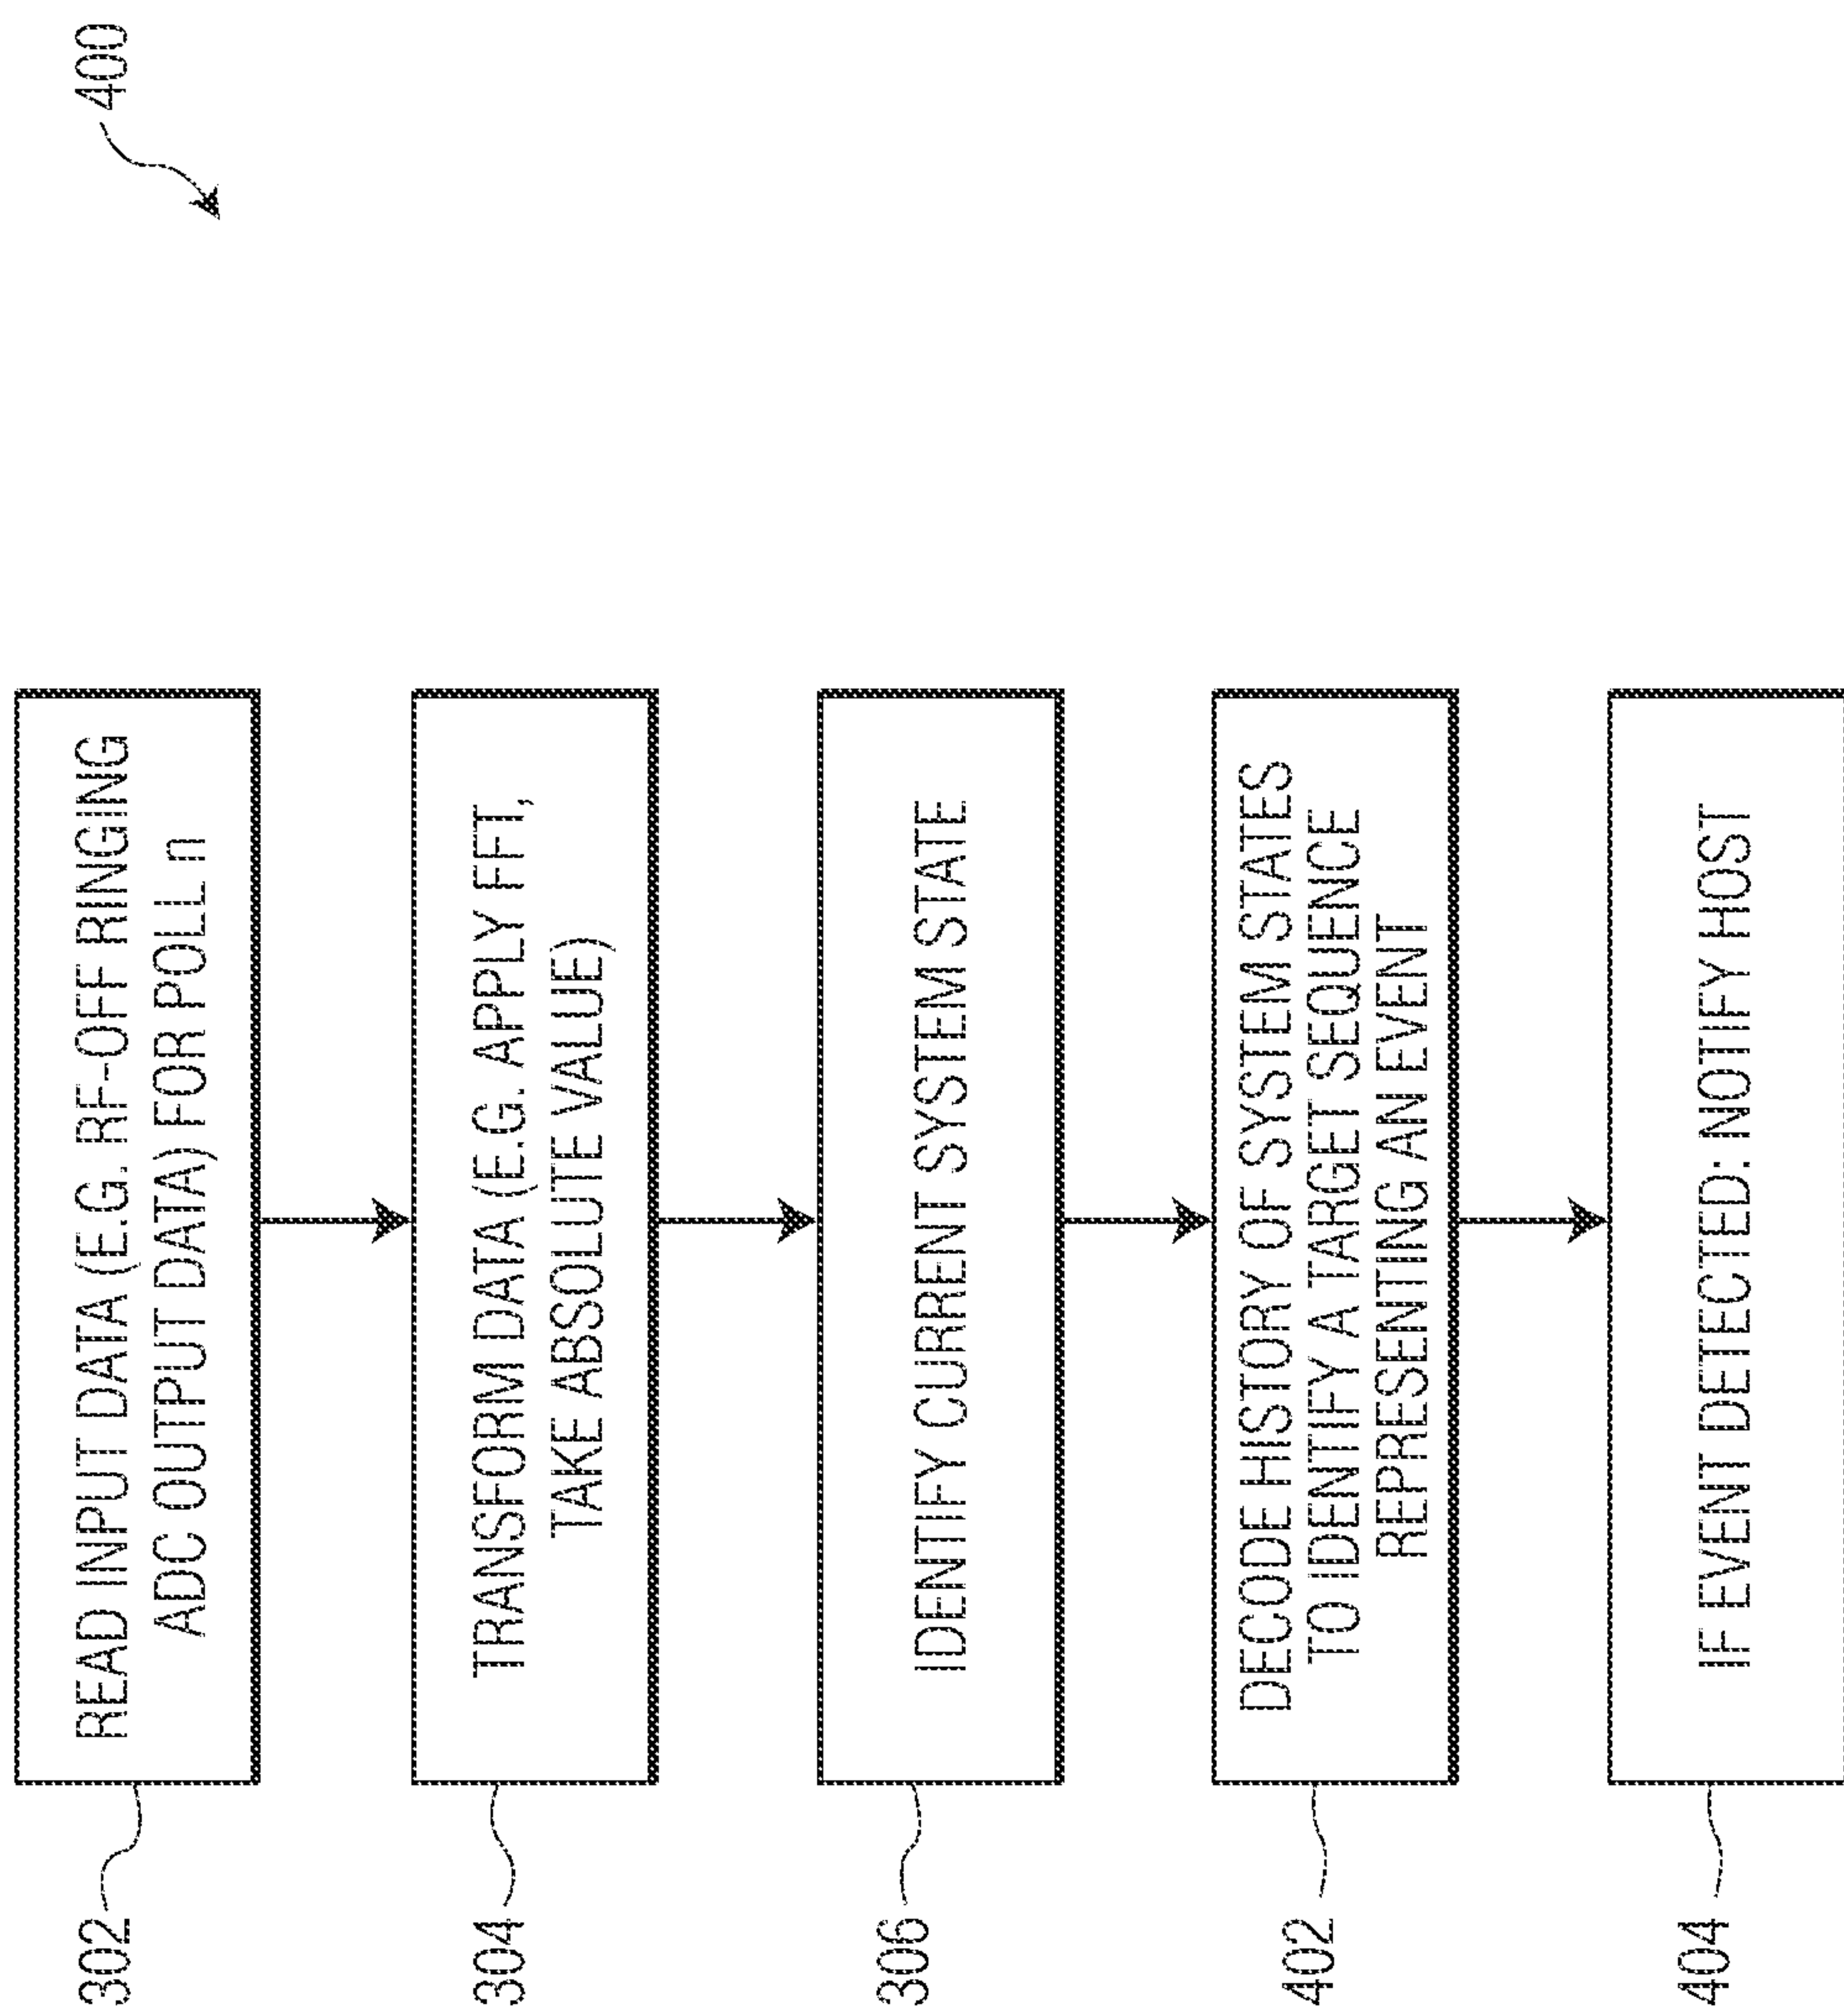 400
302
READ INPUT DATA (E.G. RF-OFF RINGING
ADC OUTPUT DATA) FOR POLL n
304
TRANSFORM DATA (E.G. APPLY FFT,
TAKE ABSOLUTE VALUE)
306
IDENTIFY CURRENT SYSTEM STATE
402
DECODE HISTORY OF SYSTEM STATES
TO IDENTIFY A TARGET SEQUENCE
REPRESENTING AN EVENT
404
IF EVENT DETECTED: NOTIFY HOST